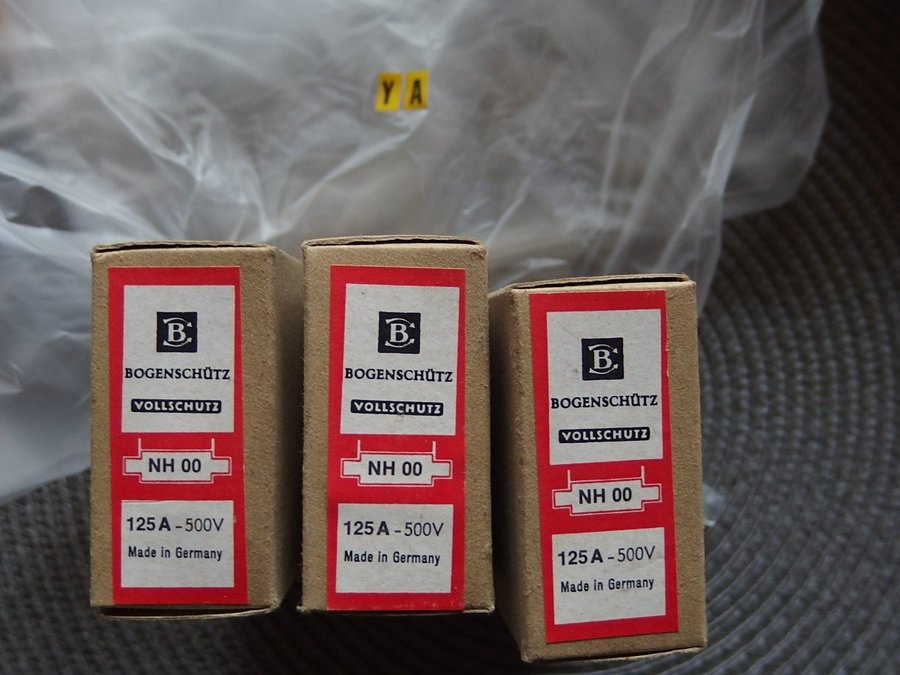 YA
B
BOGENSCHÜTZ
VOLLSCHUTZ
NH 00
125 A - 500V
Made in Germany
B
BOGENSCHÜTZ
VOLLSCHUTZ
NH 00
125 A - 500V
Made in Germany
B
BOGENSCHÜTZ
VOLLSCHUTZ
NH 00
125 A - 500V
Made in Germany